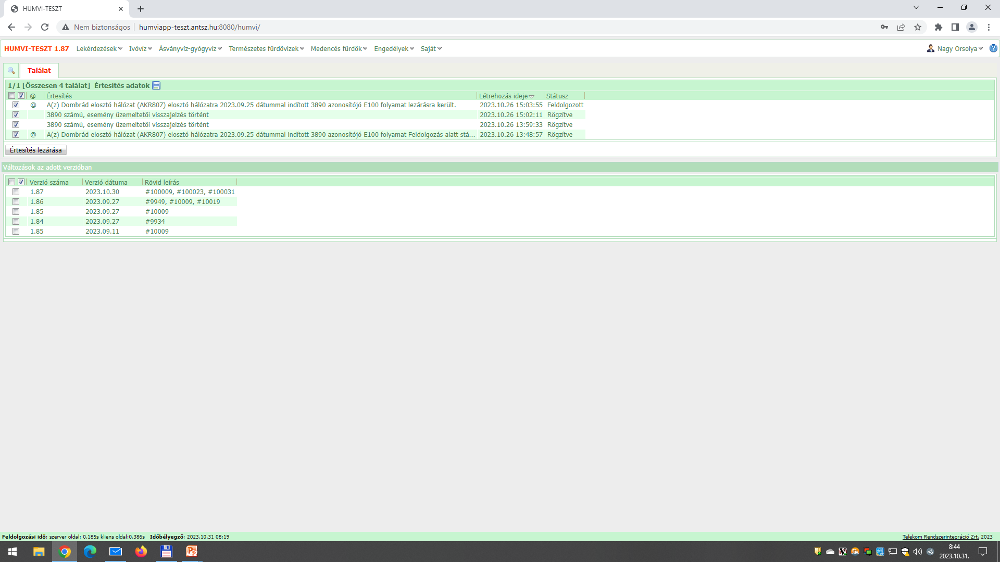 HUMVI-TESZT
Nem biztonságos humviapp-teszt.antsz.hu:8080/humvi/
HUMVI-TESZT 1.87 Lekérdezések Ivóvíz Ásványvíz-gyógyvíz Természetes fürdővizek Medencés fürdők Engedélyek Saját Nagy Orsolya
Találat
1/1 [Összesen 4 találat] Értesítés adatok
@ Értesítés Létrehozás ideje Státusz
@ A(z) Dombrád elosztó hálózat (AKR807) elosztó hálózatra 2023.09.25 dátummal indított 3890 azonosítójó E100 folyamat lezárásra került. 2023.10.26 15:03:55 Feldolgozott
3890 számú, esemény üzemeltetői visszajelzés történt 2023.10.26 15:02:11 Rögzítve
3890 számú, esemény üzemeltetői visszajelzés történt 2023.10.26 13:59:33 Rögzítve
@ A(z) Dombrád elosztó hálózat (AKR807) elosztó hálózatra 2023.09.25 dátummal indított 3890 azonosítójó E100 folyamat Feldolgozás alatt stá... 2023.10.26 13:48:57 Rögzítve
Értesítés lezárása
Változások az adott verzióban
Verzió száma Verzió dátuma Rövid leírás
1.87 2023.10.30 #100009, #100023, #100031
1.86 2023.09.27 #9949, #10009, #10019
1.85 2023.09.27 #10009
1.84 2023.09.27 #9934
1.85 2023.09.11 #10009
Feldolgozási idő: szerver oldal: 0,185s kliens oldal:0,386s Időbélyegző: 2023.10.31 08:19 Telekom Rendszerintegráció Zrt. 2023
8:44
2023.10.31.